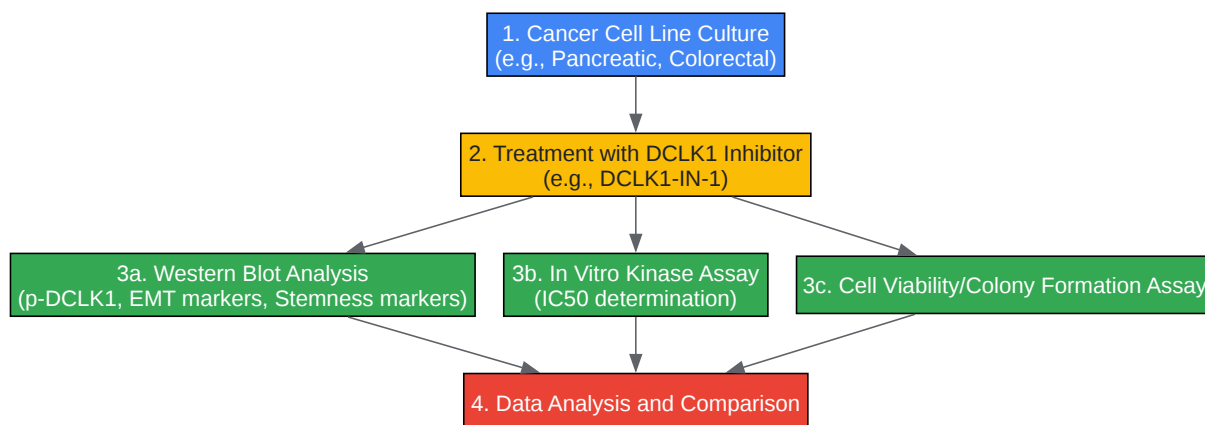 1. Cancer Cell Line Culture
(e.g., Pancreatic, Colorectal)
2. Treatment with DCLK1 Inhibitor
(e.g., DCLK1-IN-1)
3a. Western Blot Analysis
(p-DCLK1, EMT markers, Stemness markers)
3b. In Vitro Kinase Assay
(IC50 determination)
3c. Cell Viability/Colony Formation Assay
4. Data Analysis and Comparison